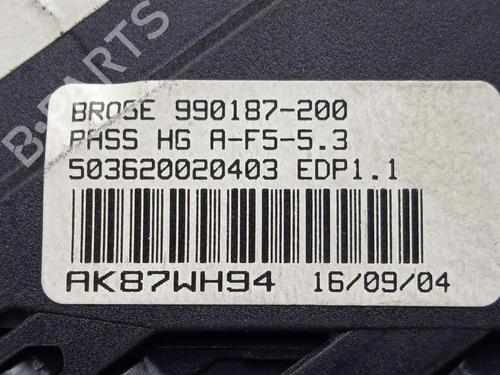 BROSE 990187-200
PASS HG A-F5-5.3
503620020403 EDP1.1
AK87WH94 16/09/04
B-PARTS